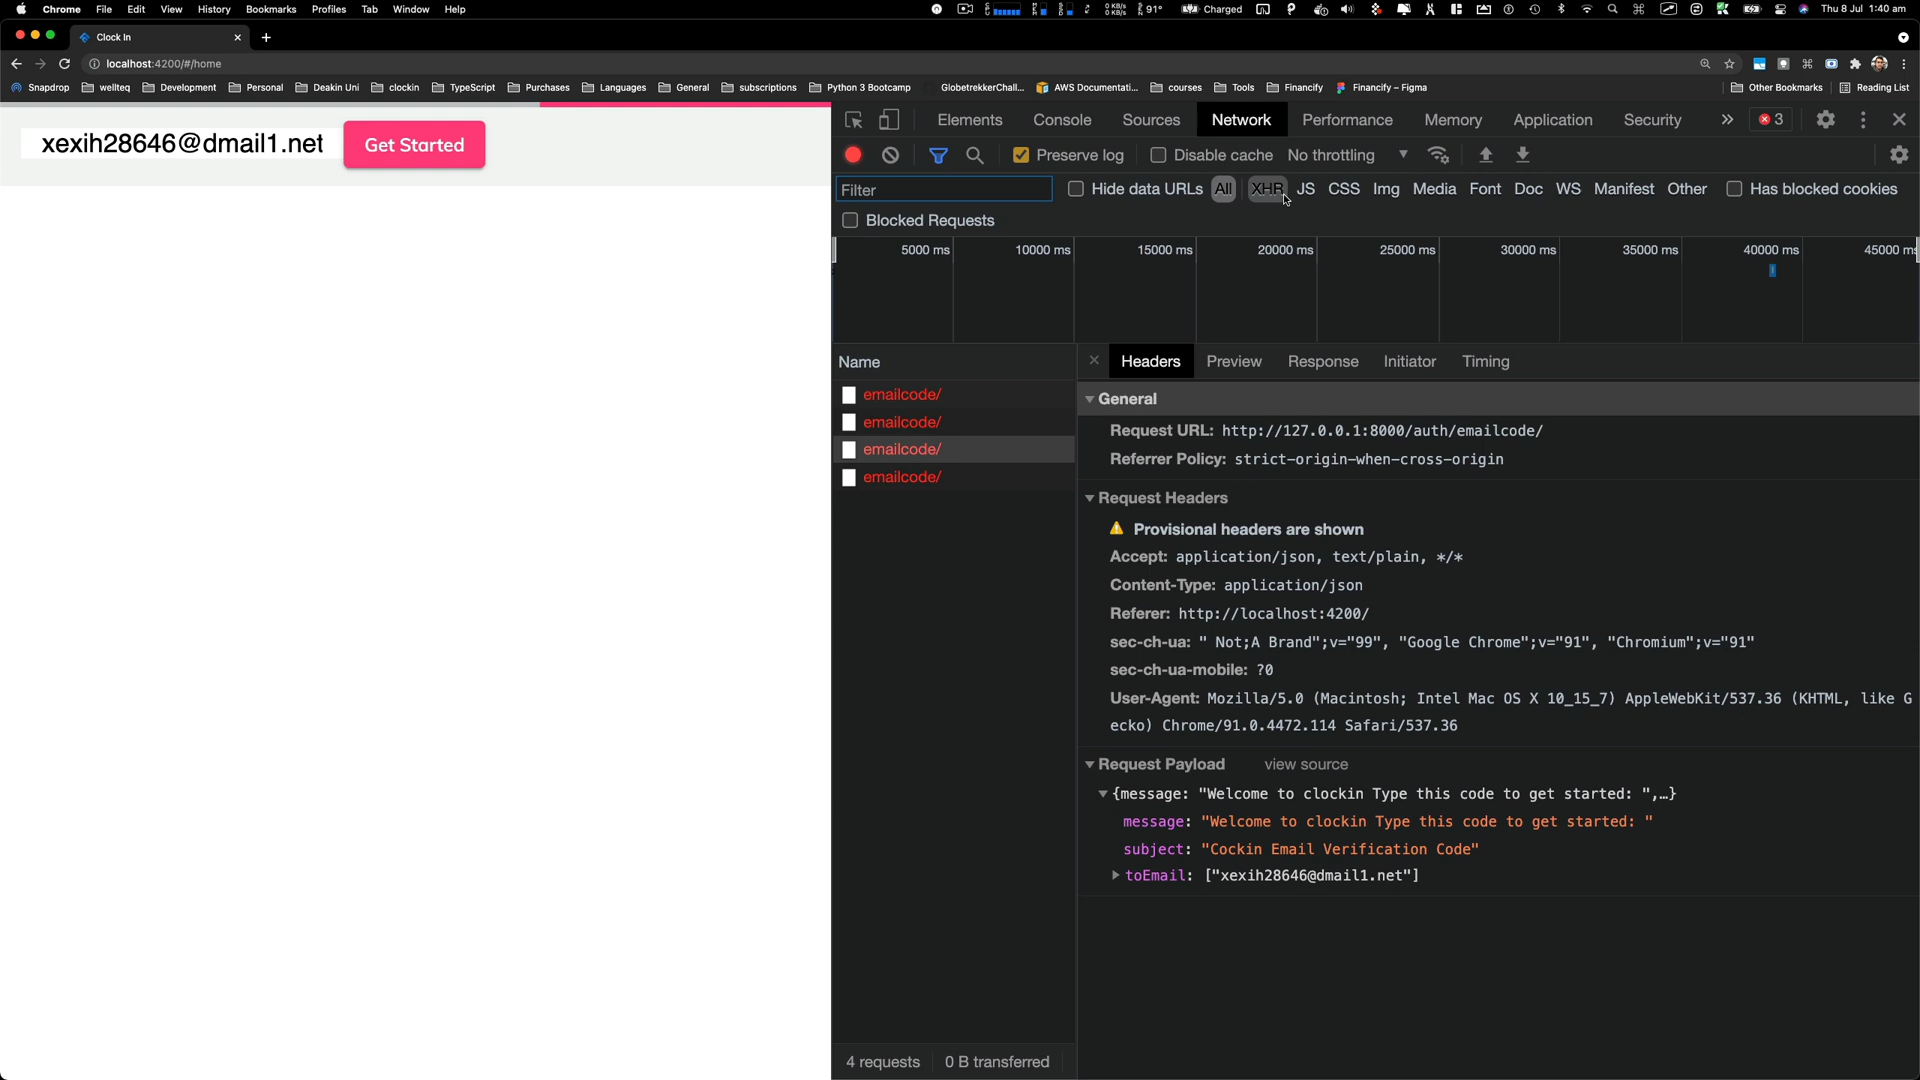 Chrome File Edit View History Bookmarks Profiles Tab Window Help 0 KB/s 0 KB/s 91° Charged Thu 8 Jul 1:40 am
Clock In
localhost:4200/#/home
Snapdrop wellteq Development Personal Deakin Uni clockin TypeScript Purchases Languages General subscriptions Python 3 Bootcamp GlobetrekkerChall... AWS Documentati... courses Tools Financify Financify – Figma Other Bookmarks Reading List
xexih28646@dmail1.net Get Started
Elements Console Sources Network Performance Memory Application Security » 3
Preserve log Disable cache No throttling
Filter Hide data URLs All XHR JS CSS Img Media Font Doc WS Manifest Other Has blocked cookies
Blocked Requests
5000 ms 10000 ms 15000 ms 20000 ms 25000 ms 30000 ms 35000 ms 40000 ms 45000 ms
Name
emailcode/
emailcode/
emailcode/
emailcode/
4 requests 0 B transferred
Headers Preview Response Initiator Timing
General
Request URL: http://127.0.0.1:8000/auth/emailcode/
Referrer Policy: strict-origin-when-cross-origin
Request Headers
Provisional headers are shown
Accept: application/json, text/plain, */*
Content-Type: application/json
Referer: http://localhost:4200/
sec-ch-ua: " Not;A Brand";v="99", "Google Chrome";v="91", "Chromium";v="91"
sec-ch-ua-mobile: ?0
User-Agent: Mozilla/5.0 (Macintosh; Intel Mac OS X 10_15_7) AppleWebKit/537.36 (KHTML, like G
ecko) Chrome/91.0.4472.114 Safari/537.36
Request Payload view source
{message: "Welcome to clockin Type this code to get started: ",…}
message: "Welcome to clockin Type this code to get started: "
subject: "Cockin Email Verification Code"
toEmail: ["xexih28646@dmail1.net"]